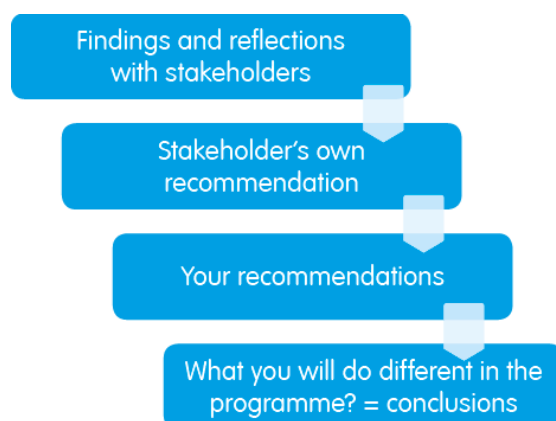 Findings and reflections
with stakeholders
Stakeholder’s own
recommendation
Your recommendations
What you will do different in the
programme? = conclusions